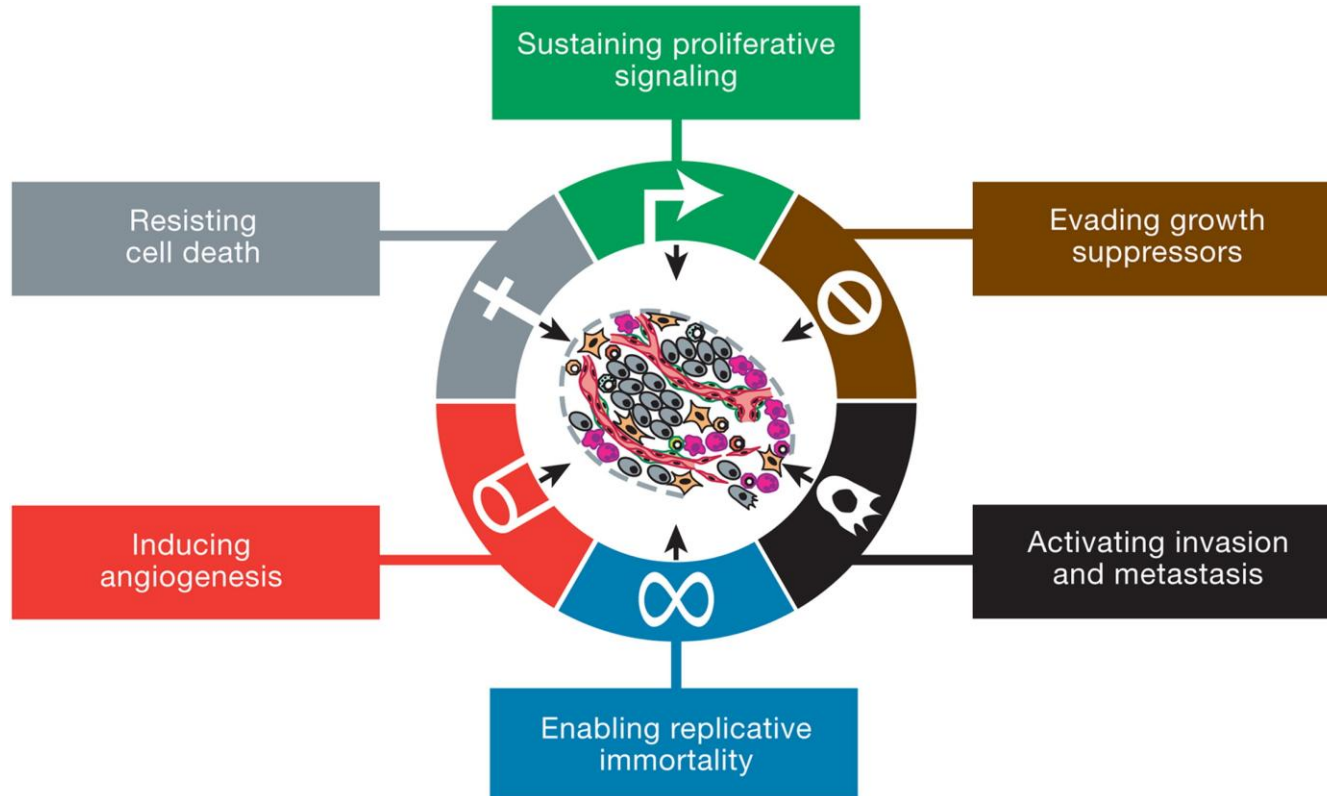 Sustaining proliferative
signaling
Resisting
cell death
Evading growth
suppressors
Inducing
angiogenesis
Activating invasion
and metastasis
Enabling replicative
immortality